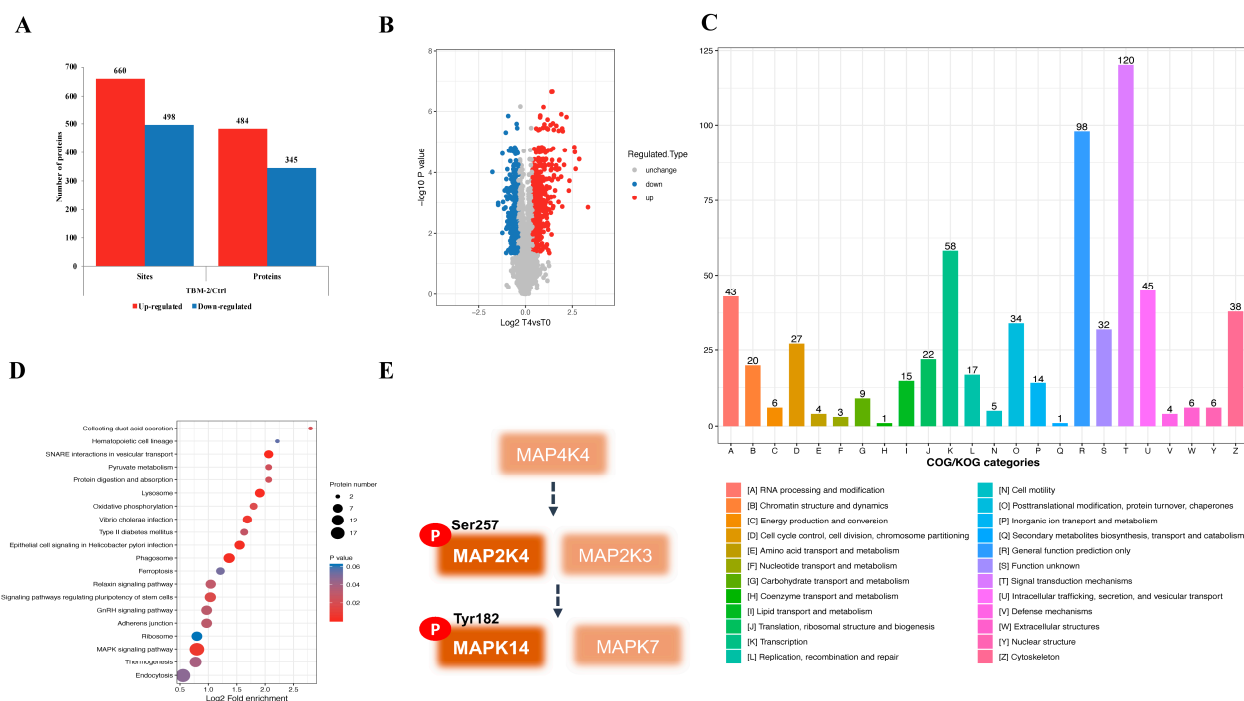 A
700
600
500
400
300
200
100
0
Number of proteins
660
498
484
345
Sites
Proteins
TBM-2/Ctrl
Up-regulated
Down-regulated
B
8
6
4
2
0
−log10 P value
−2.5
0.0
2.5
Log2 T4vsT0
Regulated.Type
unchange
down
up
C
125
100
75
50
25
0
43
20
6
27
4
3
9
1
15
22
58
17
5
34
14
1
98
32
120
45
4
6
6
38
A B C D E F G H I J K L N O P Q R S T U V W Y Z
COG/KOG categories
[A] RNA processing and modification
[B] Chromatin structure and dynamics
[C] Energy production and conversion
[D] Cell cycle control, cell division, chromosome partitioning
[E] Amino acid transport and metabolism
[F] Nucleotide transport and metabolism
[G] Carbohydrate transport and metabolism
[H] Coenzyme transport and metabolism
[I] Lipid transport and metabolism
[J] Translation, ribosomal structure and biogenesis
[K] Transcription
[L] Replication, recombination and repair
[N] Cell motility
[O] Posttranslational modification, protein turnover, chaperones
[P] Inorganic ion transport and metabolism
[Q] Secondary metabolites biosynthesis, transport and catabolism
[R] General function prediction only
[S] Function unknown
[T] Signal transduction mechanisms
[U] Intracellular trafficking, secretion, and vesicular transport
[V] Defense mechanisms
[W] Extracellular structures
[Y] Nuclear structure
[Z] Cytoskeleton
D
Collecting duct acid secretion
Hematopoietic cell lineage
SNARE interactions in vesicular transport
Pyruvate metabolism
Protein digestion and absorption
Lysosome
Oxidative phosphorylation
Vibrio cholerae infection
Type II diabetes mellitus
Epithelial cell signaling in Helicobacter pylori infection
Phagosome
Ferroptosis
Relaxin signaling pathway
Signaling pathways regulating pluripotency of stem cells
GnRH signaling pathway
Adherens junction
Ribosome
MAPK signaling pathway
Thermogenesis
Endocytosis
0.5
1.0
1.5
2.0
2.5
Log2 Fold enrichment
Protein number
2
7
12
17
P value
0.06
0.04
0.02
E
MAP4K4
P
Ser257
MAP2K4
MAP2K3
P
Tyr182
MAPK14
MAPK7